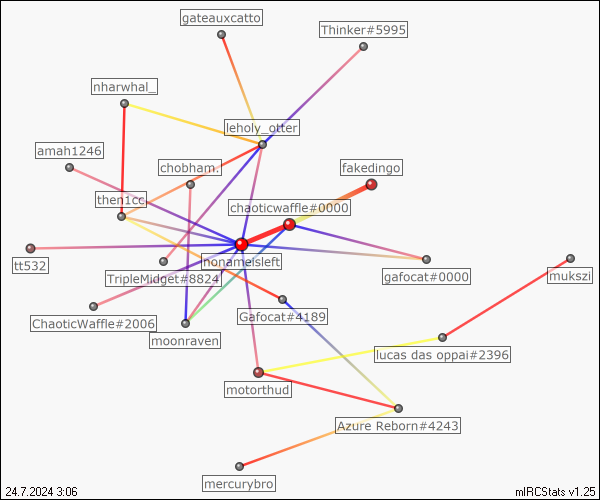 gateauxcatto
Thinker#5995
nharwhal_
leholy_otter
amah1246
chobham.
fakedingo
then1cc
chaoticwaffle#0000
nonameisleft
tt532
TripleMidget#8824
gafocat#0000
mukszi
ChaoticWaffle#2006
Gafocat#4189
moonraven
lucas das oppai#2396
motorthud
Azure Reborn#4243
mercurybro
24.7.2024 3:06
mIRCStats v1.25